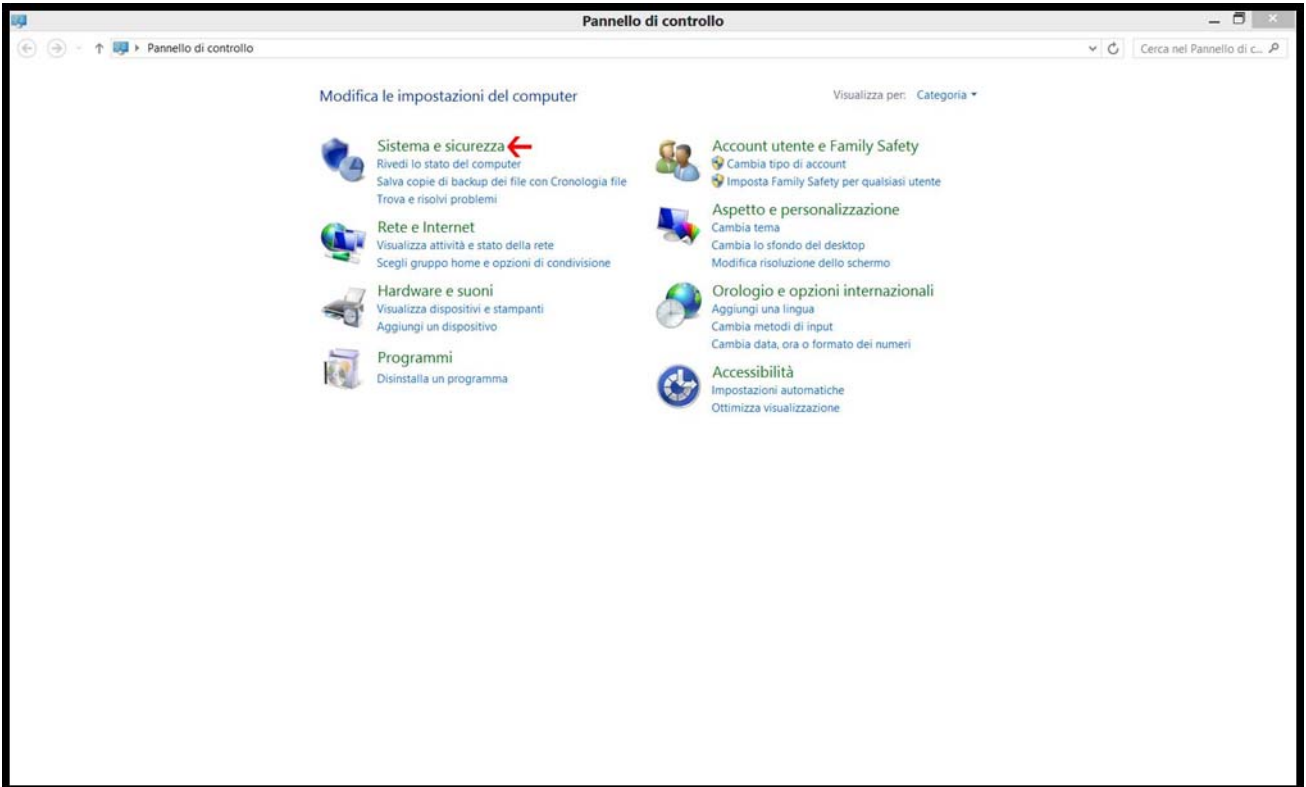 Pannello di controllo
Pannello di controllo
Cerca nel Pannello di c...
Modifica le impostazioni del computer
Visualizza per: Categoria
Sistema e sicurezza
Rivedi lo stato del computer
Salva copie di backup dei file con Cronologia file
Trova e risolvi problemi
Rete e Internet
Visualizza attività e stato della rete
Scegli gruppo home e opzioni di condivisione
Hardware e suoni
Visualizza dispositivi e stampanti
Aggiungi un dispositivo
Programmi
Disinstalla un programma
Account utente e Family Safety
Cambia tipo di account
Imposta Family Safety per qualsiasi utente
Aspetto e personalizzazione
Cambia tema
Cambia lo sfondo del desktop
Modifica risoluzione dello schermo
Orologio e opzioni internazionali
Aggiungi una lingua
Cambia metodi di input
Cambia data, ora o formato dei numeri
Accessibilità
Impostazioni automatiche
Ottimizza visualizzazione